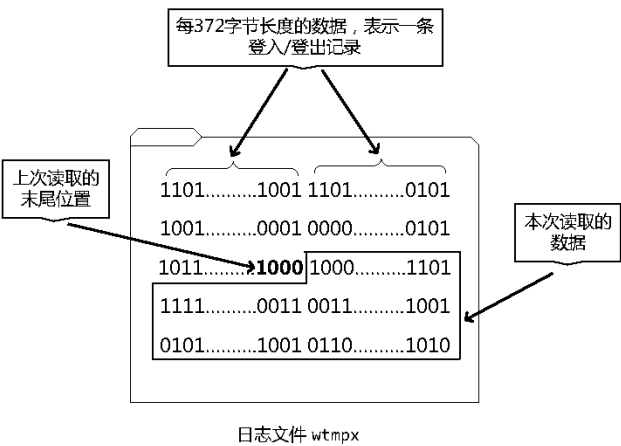 每372字节长度的数据，表示一条
登入/登出记录
上次读取的
末尾位置
1101..........1001 1101..........0101
1001..........0001 0000..........0101
1011..........1000 1000..........1101
1111..........0011 0011..........1001
0101..........1001 0110..........1010
本次读取的
数据
日志文件 wtmpx